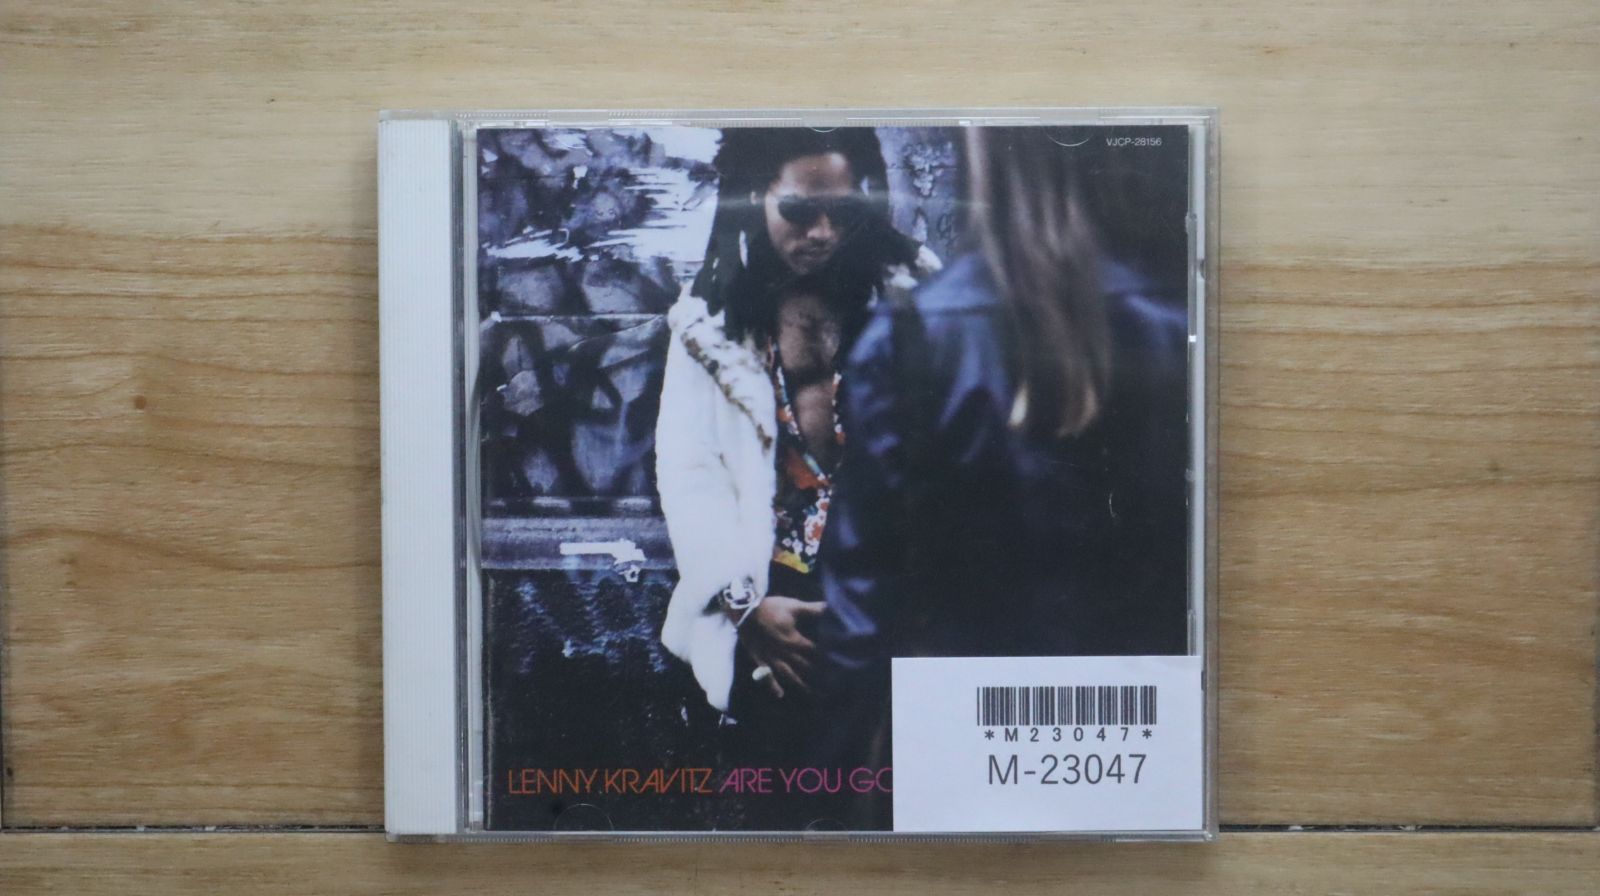 VJCP-28156
LENNY KRAVITZ ARE YOU GO
*M23047*
M-23047